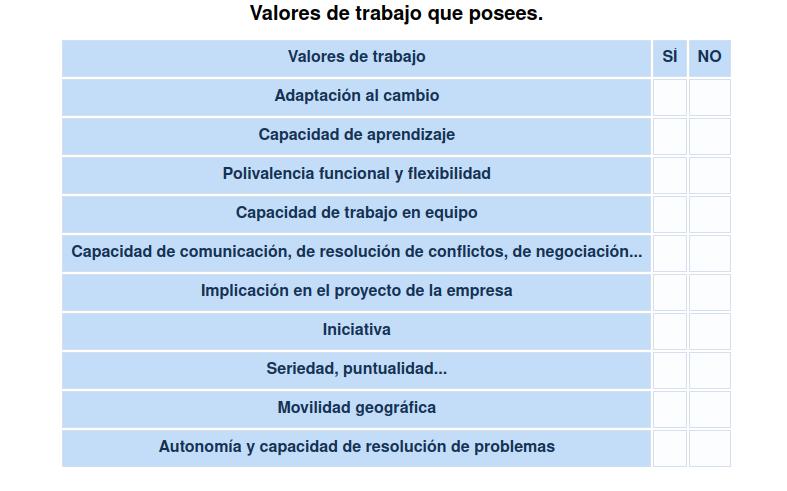 Valores de trabajo que posees.
Valores de trabajo SÍ NO
Adaptación al cambio
Capacidad de aprendizaje
Polivalencia funcional y flexibilidad
Capacidad de trabajo en equipo
Capacidad de comunicación, de resolución de conflictos, de negociación...
Implicación en el proyecto de la empresa
Iniciativa
Seriedad, puntualidad...
Movilidad geográfica
Autonomía y capacidad de resolución de problemas